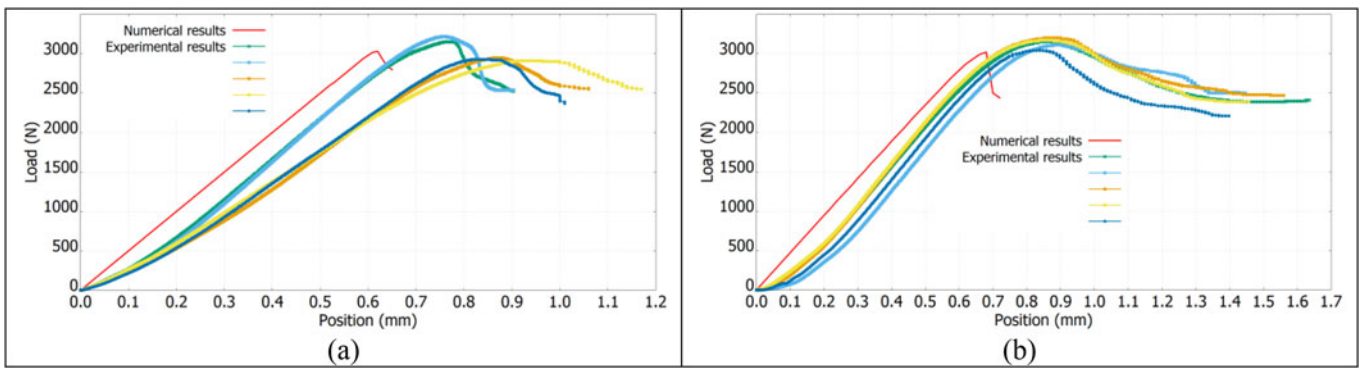 3000
2500
2000
1500
1000
500
0
Load (N)
Numerical results
Experimental results
0.0 0.1 0.2 0.3 0.4 0.5 0.6 0.7 0.8 0.9 1.0 1.1 1.2
Position (mm)
(a)
3000
2500
2000
1500
1000
500
0
Load (N)
Numerical results
Experimental results
0.0 0.1 0.2 0.3 0.4 0.5 0.6 0.7 0.8 0.9 1.0 1.1 1.2 1.3 1.4 1.5 1.6 1.7
Position (mm)
(b)